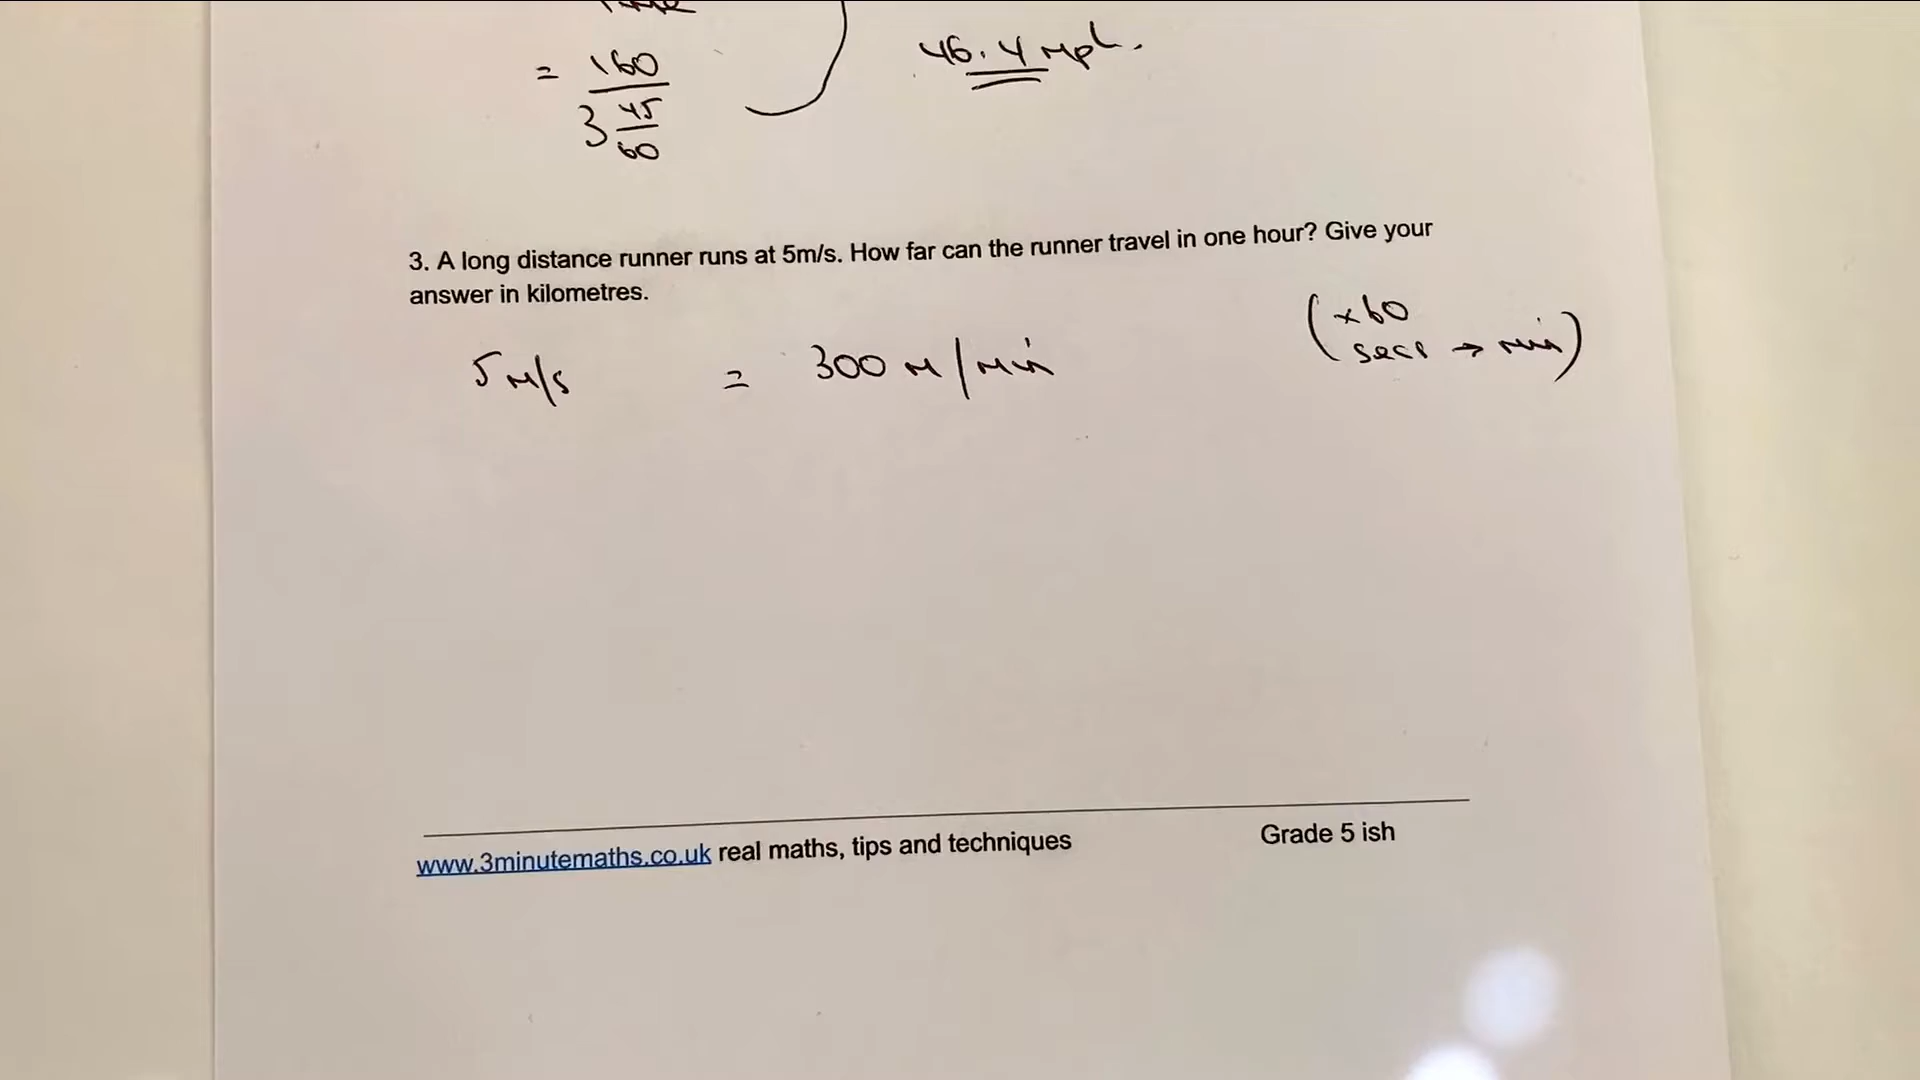 = 160
3 45
60
46.4 mph.
3. A long distance runner runs at 5m/s. How far can the runner travel in one hour? Give your
answer in kilometres.
5 m/s = 300 m/min
(x60
secs → min)
www.3minutemaths.co.uk real maths, tips and techniques
Grade 5 ish